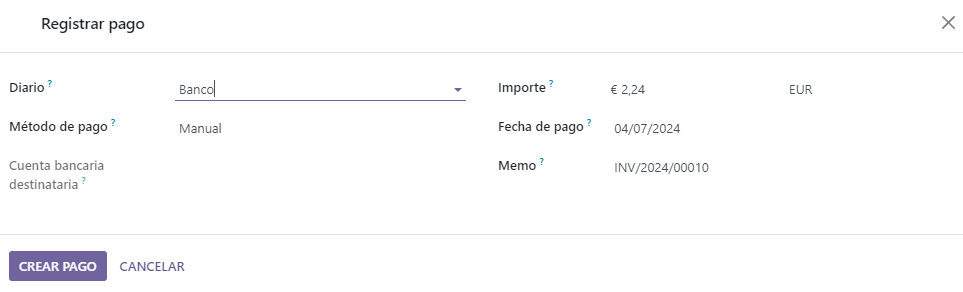 Registrar pago
Diario ?
Banco
Importe ?
€ 2,24
EUR
Método de pago ?
Manual
Fecha de pago ?
04/07/2024
Cuenta bancaria
destinataria ?
Memo ?
INV/2024/00010
CREAR PAGO
CANCELAR